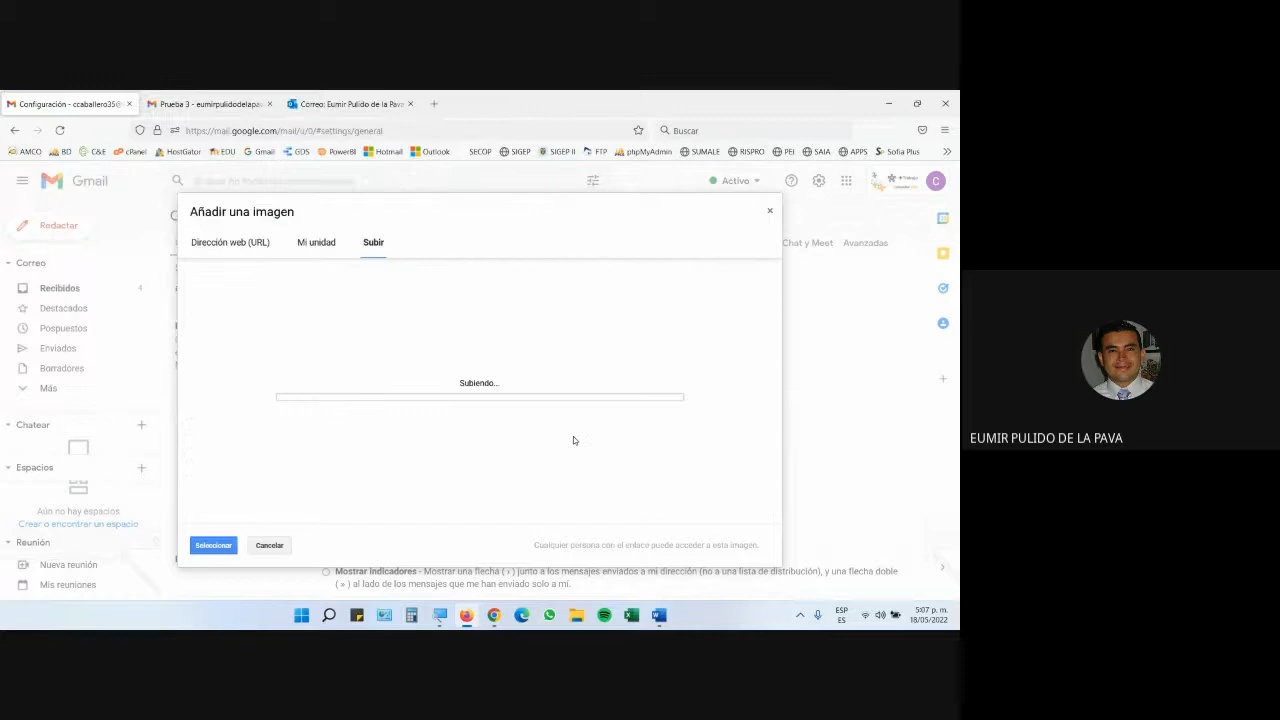 Configuración - ccaballero35@
Prueba 3 - eumirpulidodelapav
Correo: Eumir Pulido de la Pava
https://mail.google.com/mail/u/0/#settings/general
Buscar
AMCO BD C&E cPanel HostGator EDU Gmail GDS PowerBI Hotmail Outlook SECOP SIGEP SIGEP II FTP phpMyAdmin SUMALE RISPRO PEI SAIA APPS Sofia Plus
Gmail
Activo
C
Redactar
Correo
Recibidos 4
Destacados
Pospuestos
Enviados
Borradores
Más
Chatear
Espacios
Aún no hay espacios
Crear o encontrar un espacio
Reunión
Nueva reunión
Mis reuniones
Añadir una imagen
Dirección web (URL) Mi unidad Subir
Chat y Meet Avanzadas
Subiendo...
Seleccionar Cancelar
Cualquier persona con el enlace puede acceder a esta imagen.
Mostrar indicadores - Mostrar una flecha ( › ) junto a los mensajes enviados a mi dirección (no a una lista de distribución), y una flecha doble
( » ) al lado de los mensajes que me han enviado solo a mí.
ESP
ES
5:07 p. m.
18/05/2022
EUMIR PULIDO DE LA PAVA